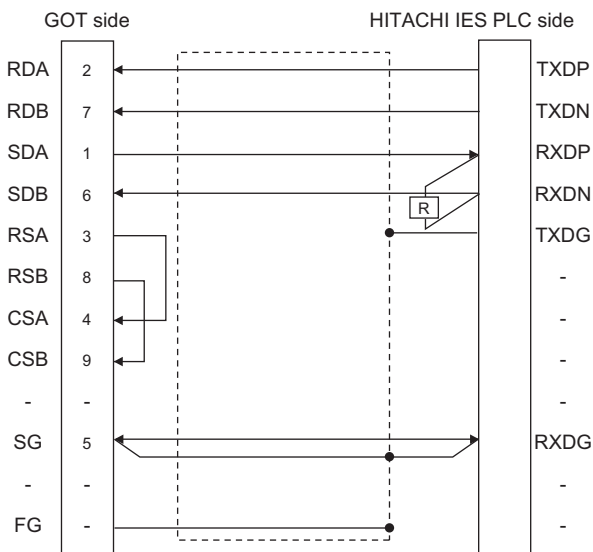 GOT side HITACHI IES PLC side
RDA 2 TXDP
RDB 7 TXDN
SDA 1 RXDP
SDB 6 R RXDN
RSA 3 TXDG
RSB 8 -
CSA 4 -
CSB 9 -
- - -
SG 5 RXDG
- - -
FG - -